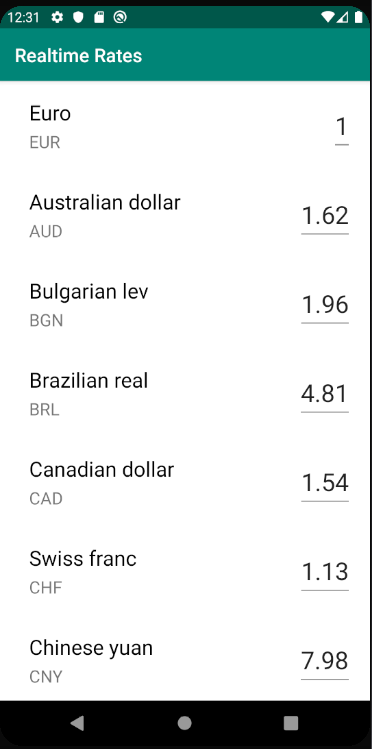 12:31
Realtime Rates
Euro
EUR
1
Australian dollar
AUD
1.62
Bulgarian lev
BGN
1.96
Brazilian real
BRL
4.81
Canadian dollar
CAD
1.54
Swiss franc
CHF
1.13
Chinese yuan
CNY
7.98